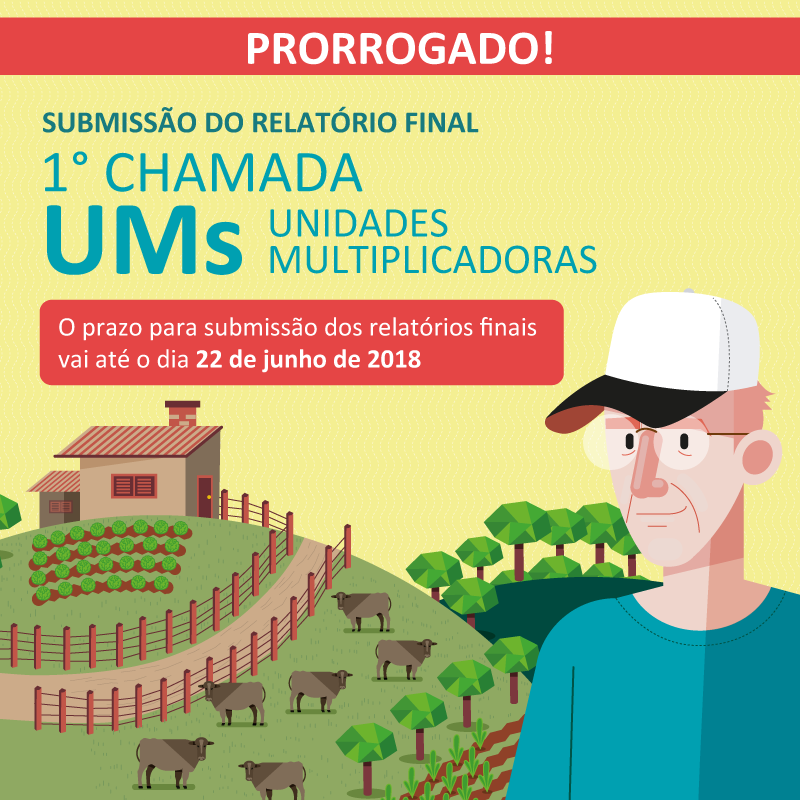 PRORROGADO!
SUBMISSÃO DO RELATÓRIO FINAL
1° CHAMADA
UMs UNIDADES
MULTIPLICADORAS
O prazo para submissão dos relatórios finais
vai até o dia 22 de junho de 2018